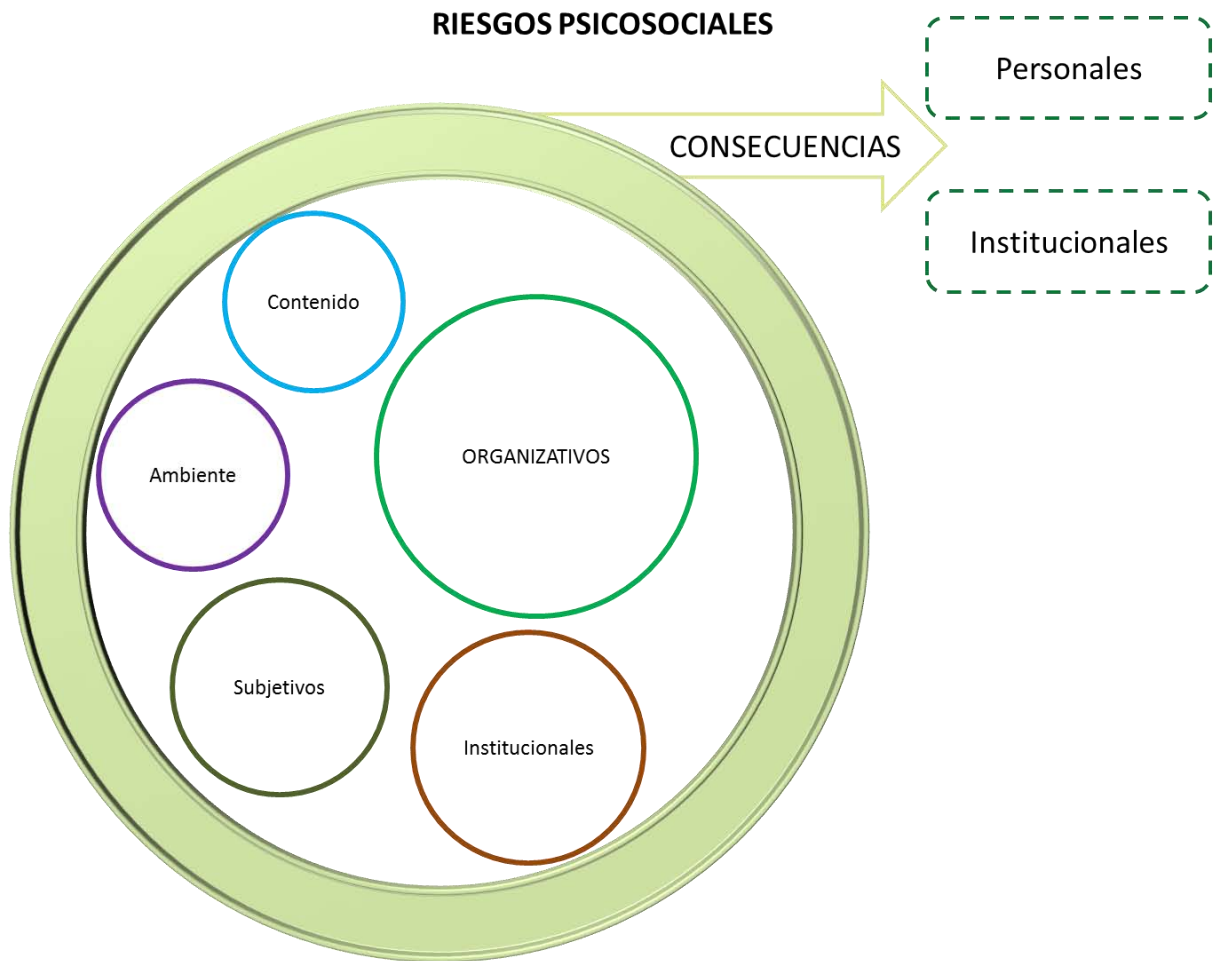 RIESGOS PSICOSOCIALES
Personales
CONSECUENCIAS
Institucionales
Contenido
ORGANIZATIVOS
Ambiente
Subjetivos
Institucionales